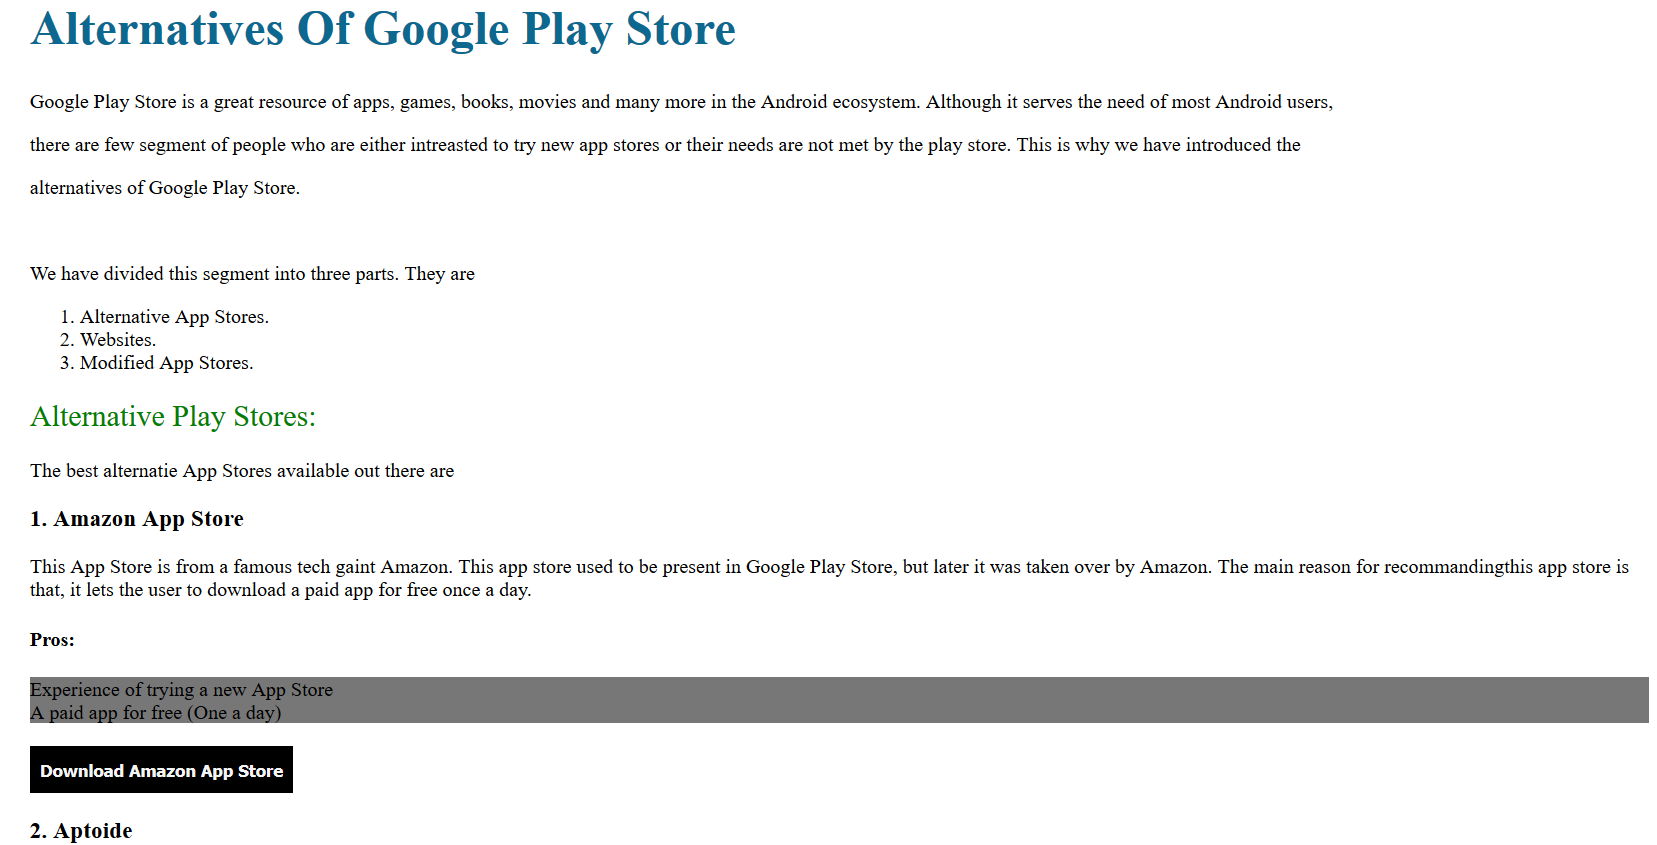 Alternatives Of Google Play Store
Google Play Store is a great resource of apps, games, books, movies and many more in the Android ecosystem. Although it serves the need of most Android users,
there are few segment of people who are either intreasted to try new app stores or their needs are not met by the play store. This is why we have introduced the
alternatives of Google Play Store.
We have divided this segment into three parts. They are
1. Alternative App Stores.
2. Websites.
3. Modified App Stores.
Alternative Play Stores:
The best alternatie App Stores available out there are
1. Amazon App Store
This App Store is from a famous tech gaint Amazon. This app store used to be present in Google Play Store, but later it was taken over by Amazon. The main reason for recommandingthis app store is
that, it lets the user to download a paid app for free once a day.
Pros:
Experience of trying a new App Store
A paid app for free (One a day)
Download Amazon App Store
2. Aptoide